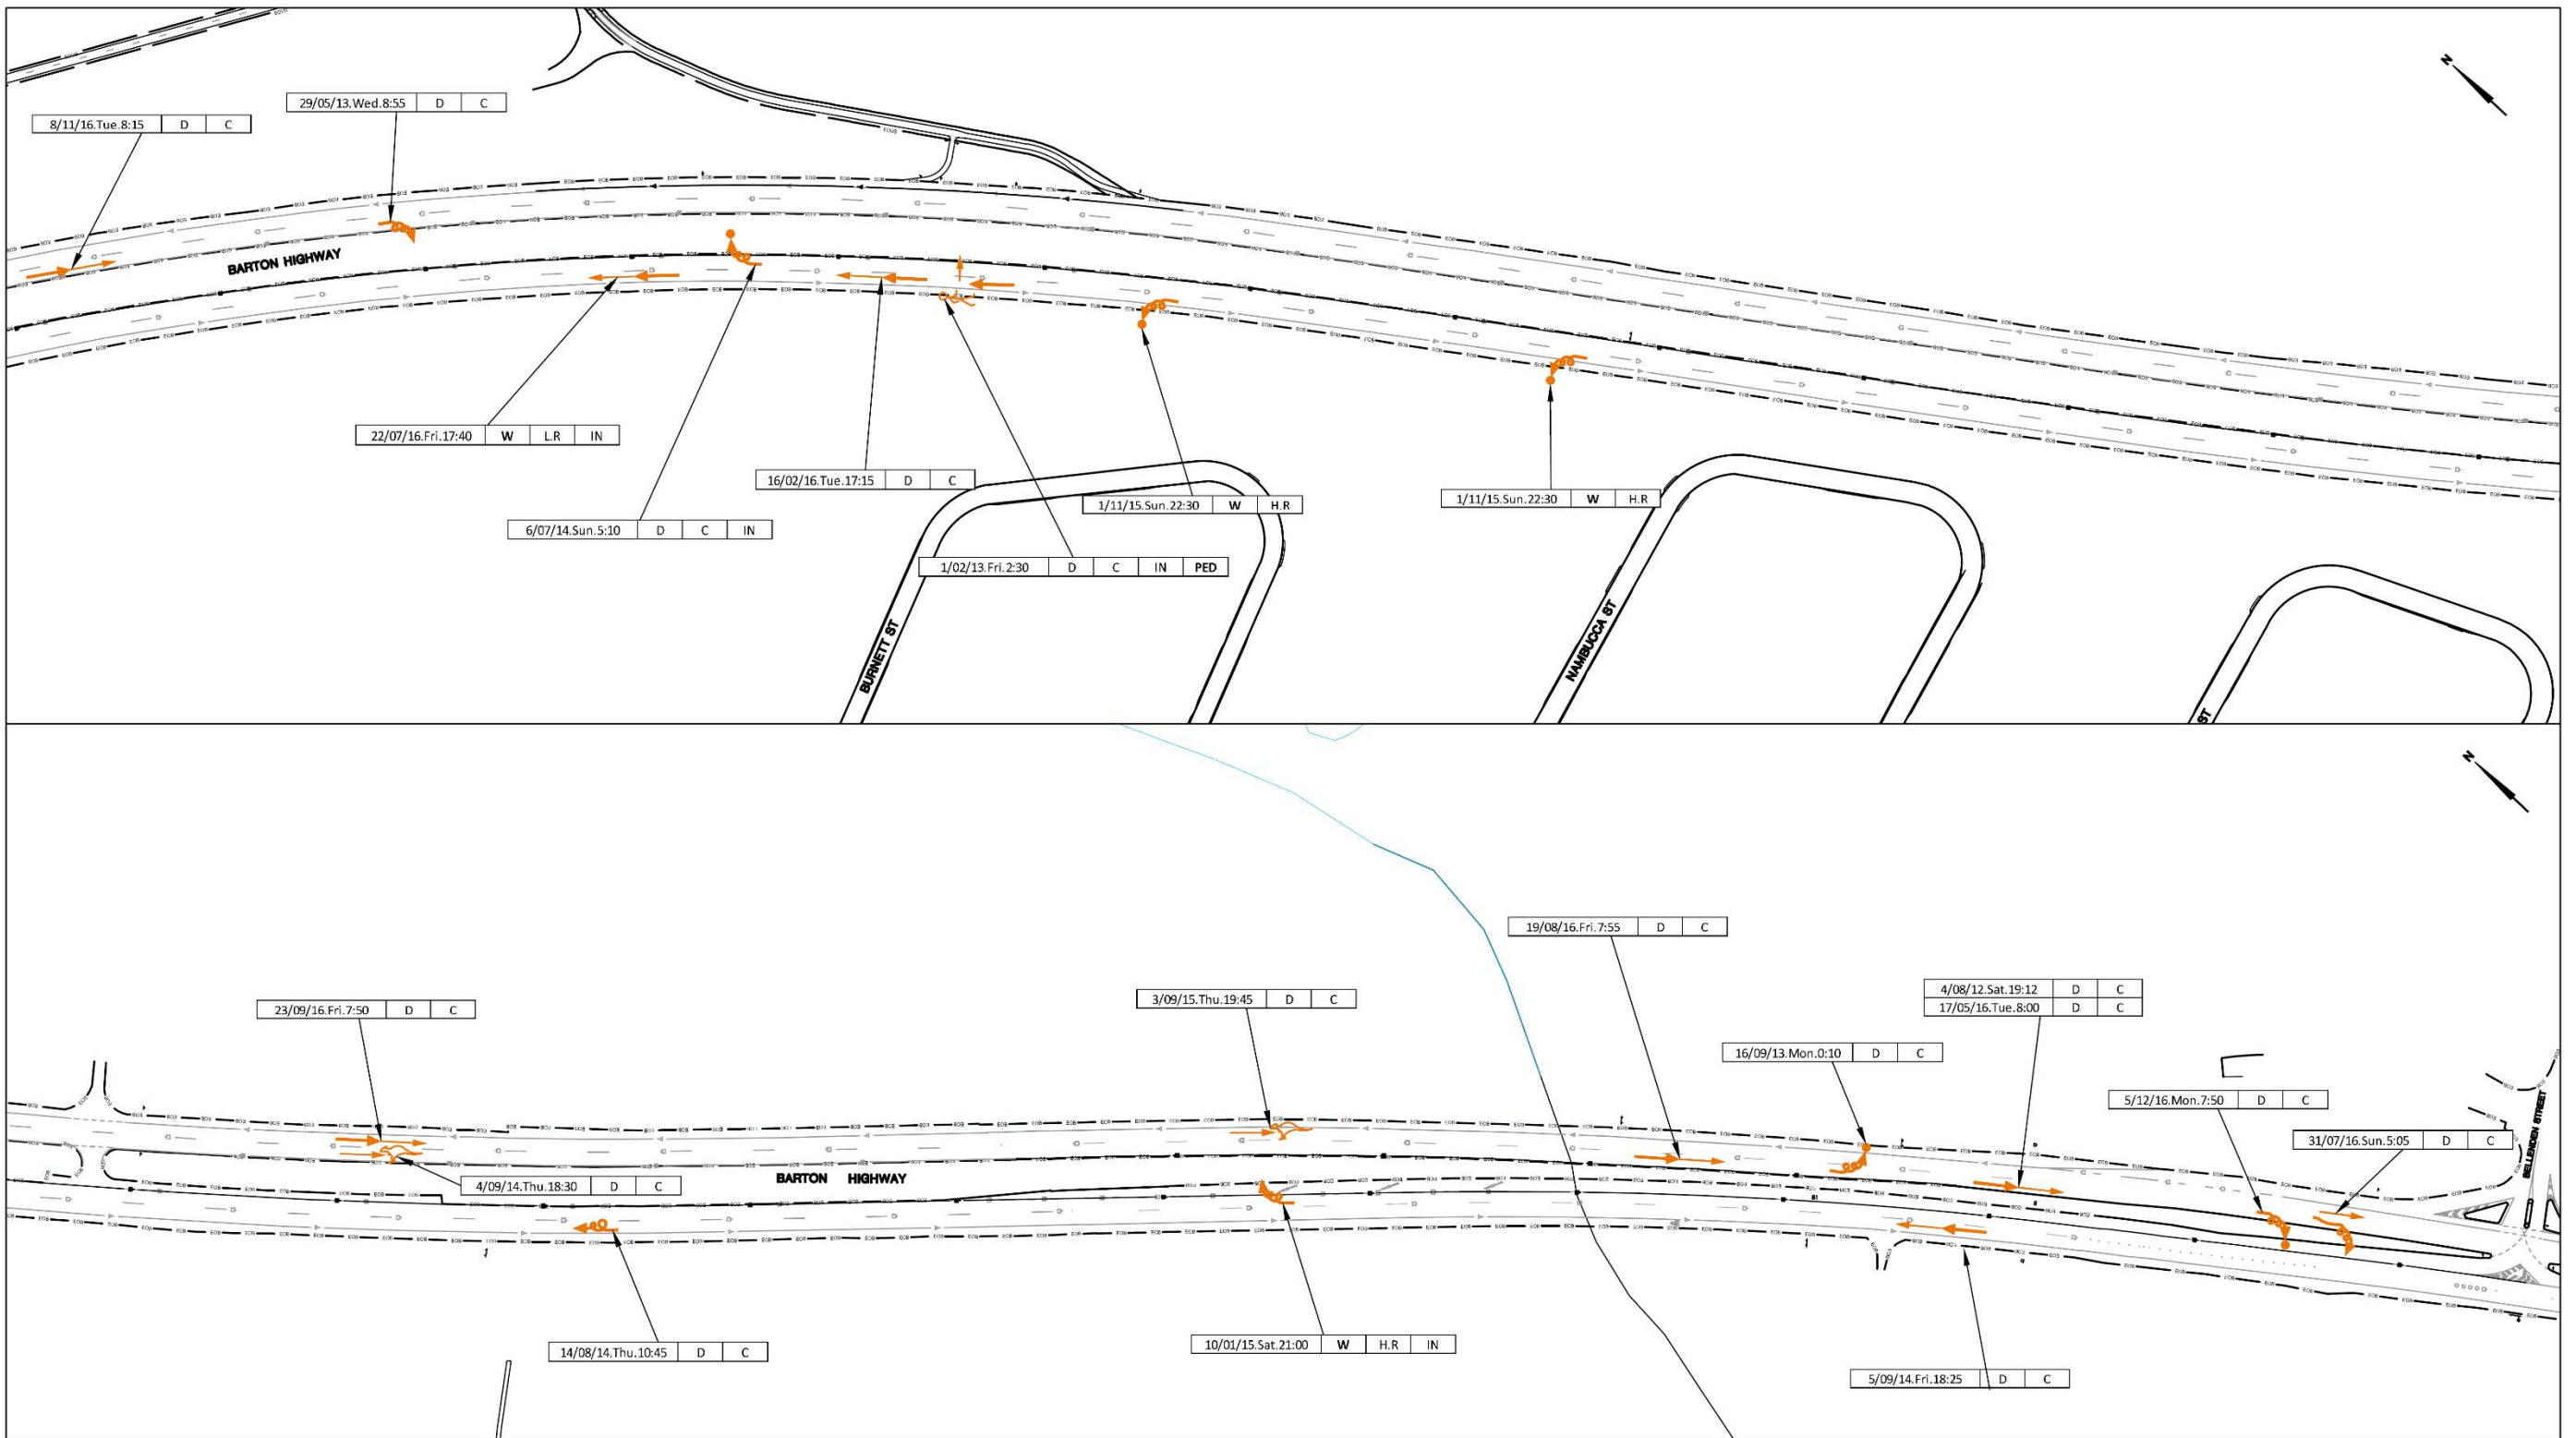 N
29/05/13.Wed.8:55 D C
8/11/16.Tue.8:15 D C
BARTON HIGHWAY
22/07/16.Fri.17:40 W L.R IN
16/02/16.Tue.17:15 D C
1/11/15.Sun.22:30 W H.R
1/11/15.Sun.22:30 W H.R
6/07/14.Sun.5:10 D C IN
1/02/13.Fri.2:30 D C IN PED
BURNETT ST
NAMBUCCA ST
ST
N
19/08/16.Fri.7:55 D C
4/08/12.Sat.19:12 D C
17/05/16.Tue.8:00 D C
3/09/15.Thu.19:45 D C
23/09/16.Fri.7:50 D C
16/09/13.Mon.0:10 D C
5/12/16.Mon.7:50 D C
31/07/16.Sun.5:05 D C
BELLENDEN STREET
4/09/14.Thu.18:30 D C
BARTON HIGHWAY
14/08/14.Thu.10:45 D C
10/01/15.Sat.21:00 W H.R IN
5/09/14.Fri.18:25 D C